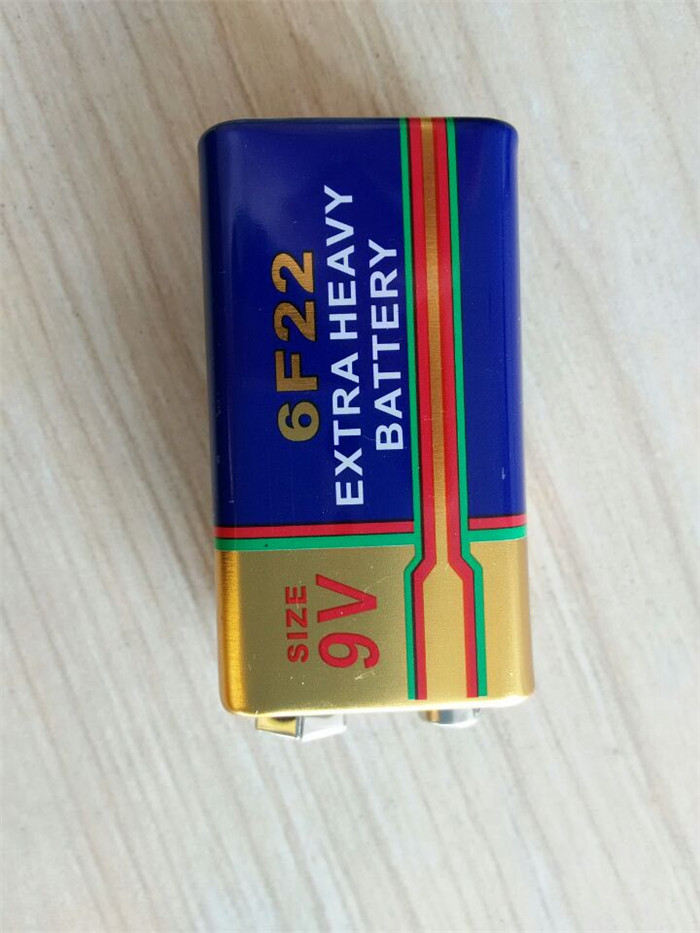 6F22
EXTRA HEAVY
BATTERY
SIZE
9V